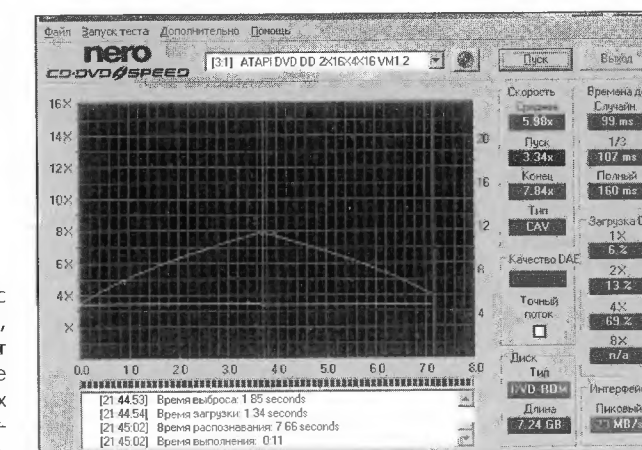 Файл Запуск теста Дополнительно Помощь
nero
CD·DVD SPEED
[3:1] ATAPI DVD DD 2X16X4X16 VM1.2
Пуск
Выход
16X
14X
12X
10X
8X
6X
4X
X
20
16
12
8
4
0.0 1.0 2.0 3.0 4.0 5.0 6.0 7.0 8.0
Скорость
Среднее
5.98x
Пуск
3.34x
Конец
7.84x
Тип
CAV
Качество DAE
Точный
поток
Диск
Тип
DVD-ROM
Длина
7.24 GB
Времена д
Случайн.
99 ms
1/3
107 ms
Полный
160 ms
Загрузка
1X
6 %
2X
13 %
4X
69 %
8X
n/a
Интерфей
Пиковый
23 MB/
[21:44:53] Время выброса: 1.85 seconds
[21:44:54] Время загрузки: 1.34 seconds
[21:45:02] Время распознавания: 7.66 seconds
[21:45:02] Время выполнения: 0:11
с
,
т
е
х
-